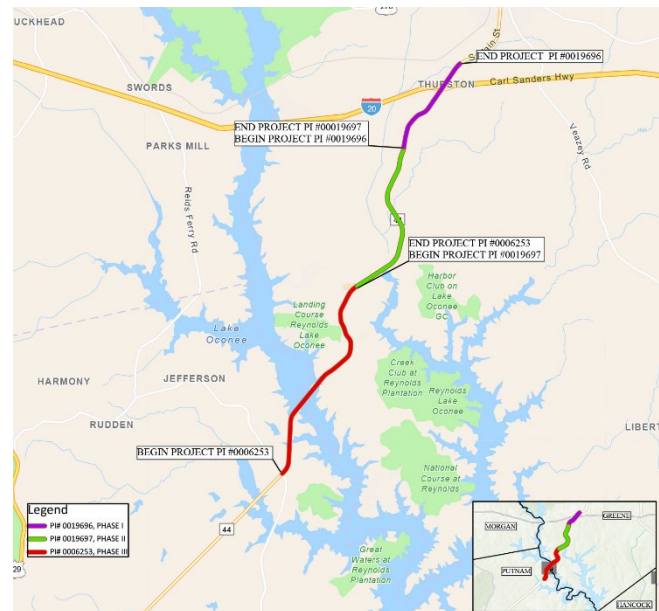 UCKHEAD
278
S Main St
END PROJECT PI #0019696
THURSTON
Carl Sanders Hwy
SWORDS
20
END PROJECT PI #00019697
BEGIN PROJECT PI #0019696
PARKS MILL
Veazey Rd
Reids Ferry Rd
44
END PROJECT PI #0006253
BEGIN PROJECT PI #0019697
Harbor
Club on
Lake
Oconee
GC
Landing
Course
Reynolds
Lake
Oconee
Lake
Oconee
Creek
Club at
Reynolds
Plantation
HARMONY
JEFFERSON
Reynolds
Lake
Oconee
RUDDEN
LIBERT
BEGIN PROJECT PI #0006253
National
Course at
Reynolds
Legend
PI# 0019696, PHASE I
PI# 0019697, PHASE II
PI# 0006253, PHASE III
44
GREENE
MORGAN
PUTNAM
HANCOCK
Great
Waters at
Reynolds
Plantation
29